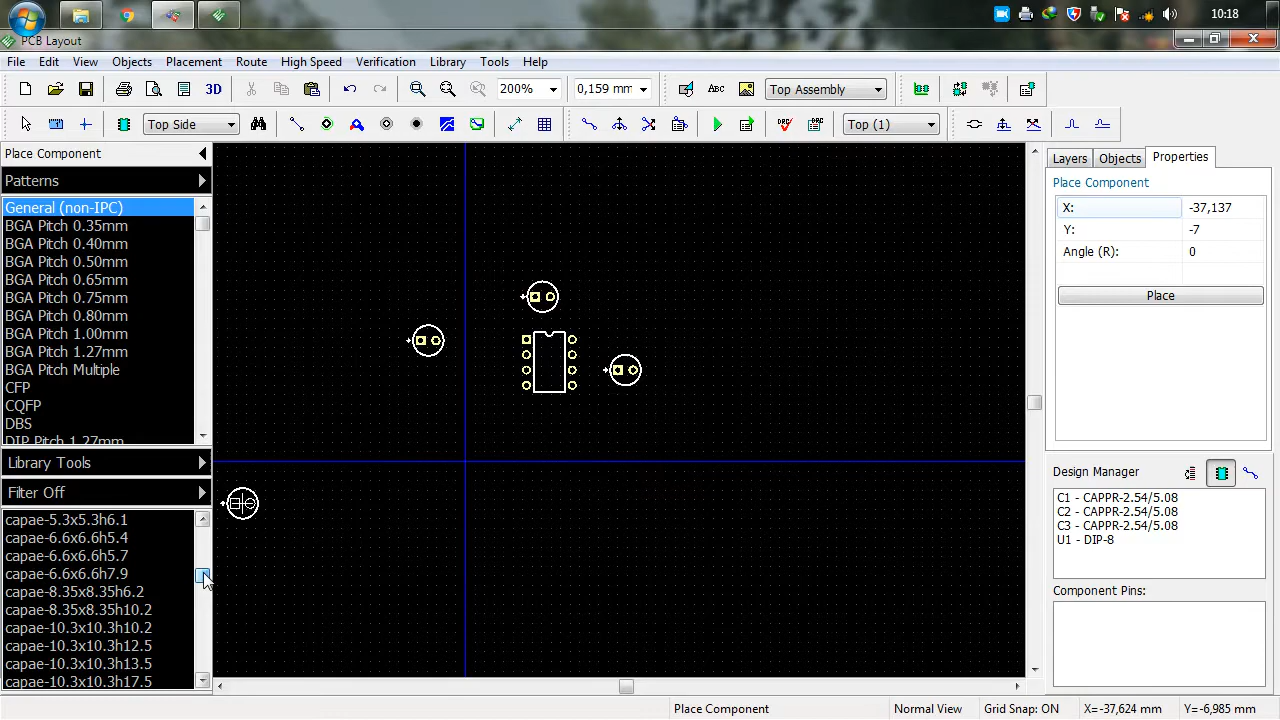 10:18
PCB Layout
File Edit View Objects Placement Route High Speed Verification Library Tools Help
3D 200% 0,159 mm ABC Top Assembly
Top Side DRC Top (1)
Place Component
Patterns
General (non-IPC)
BGA Pitch 0.35mm
BGA Pitch 0.40mm
BGA Pitch 0.50mm
BGA Pitch 0.65mm
BGA Pitch 0.75mm
BGA Pitch 0.80mm
BGA Pitch 1.00mm
BGA Pitch 1.27mm
BGA Pitch Multiple
CFP
CQFP
DBS
DIP Pitch 1.27mm
Library Tools
Filter Off
capae-5.3x5.3h6.1
capae-6.6x6.6h5.4
capae-6.6x6.6h5.7
capae-6.6x6.6h7.9
capae-8.35x8.35h6.2
capae-8.35x8.35h10.2
capae-10.3x10.3h10.2
capae-10.3x10.3h12.5
capae-10.3x10.3h13.5
capae-10.3x10.3h17.5
Layers Objects Properties
Place Component
X: -37,137
Y: -7
Angle (R): 0
Place
Design Manager
C1 - CAPPR-2.54/5.08
C2 - CAPPR-2.54/5.08
C3 - CAPPR-2.54/5.08
U1 - DIP-8
Component Pins:
Place Component Normal View Grid Snap: ON X=-37,624 mm Y=-6,985 mm